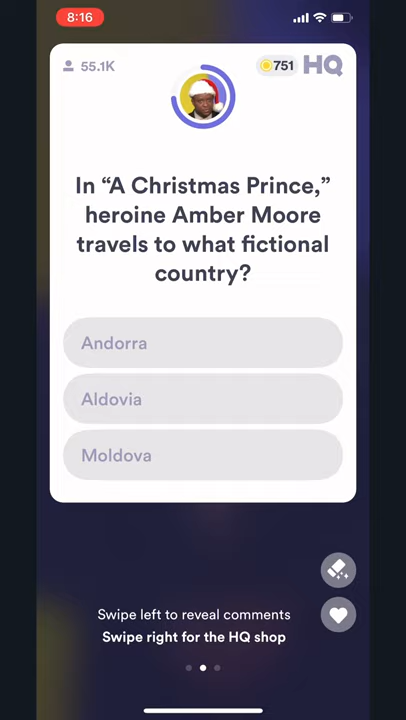 8:16
55.1K
751 HQ
In “A Christmas Prince,”
heroine Amber Moore
travels to what fictional
country?
Andorra
Aldovia
Moldova
Swipe left to reveal comments
Swipe right for the HQ shop